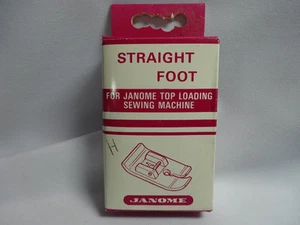 STRAIGHT
FOOT
FOR JANOME TOP LOADING
SEWING MACHINE
H
JANOME